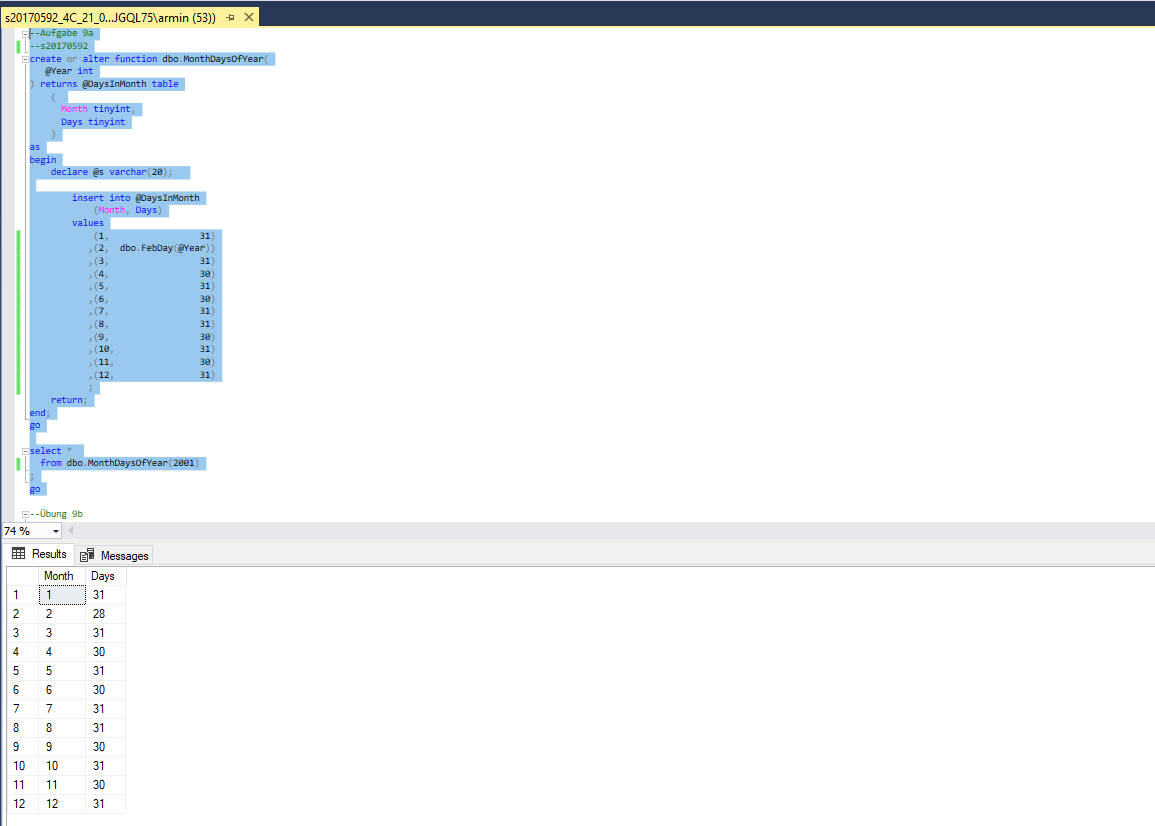 s20170592_4C_21_0...JGQL75\armin (53))
--Aufgabe 9a
--s20170592
create or alter function dbo.MonthDaysOfYear(
@Year int
) returns @DaysInMonth table
(
Month tinyint,
Days tinyint
)
as
begin
declare @s varchar(20);
insert into @DaysInMonth
(Month, Days)
values
(1, 31)
,(2, dbo.FebDay(@Year))
,(3, 31)
,(4, 30)
,(5, 31)
,(6, 30)
,(7, 31)
,(8, 31)
,(9, 30)
,(10, 31)
,(11, 30)
,(12, 31)
;
return;
end;
go
select *
from dbo.MonthDaysOfYear(2001)
;
go
--Übung 9b
74 %
Results Messages
Month Days
1 1 31
2 2 28
3 3 31
4 4 30
5 5 31
6 6 30
7 7 31
8 8 31
9 9 30
10 10 31
11 11 30
12 12 31